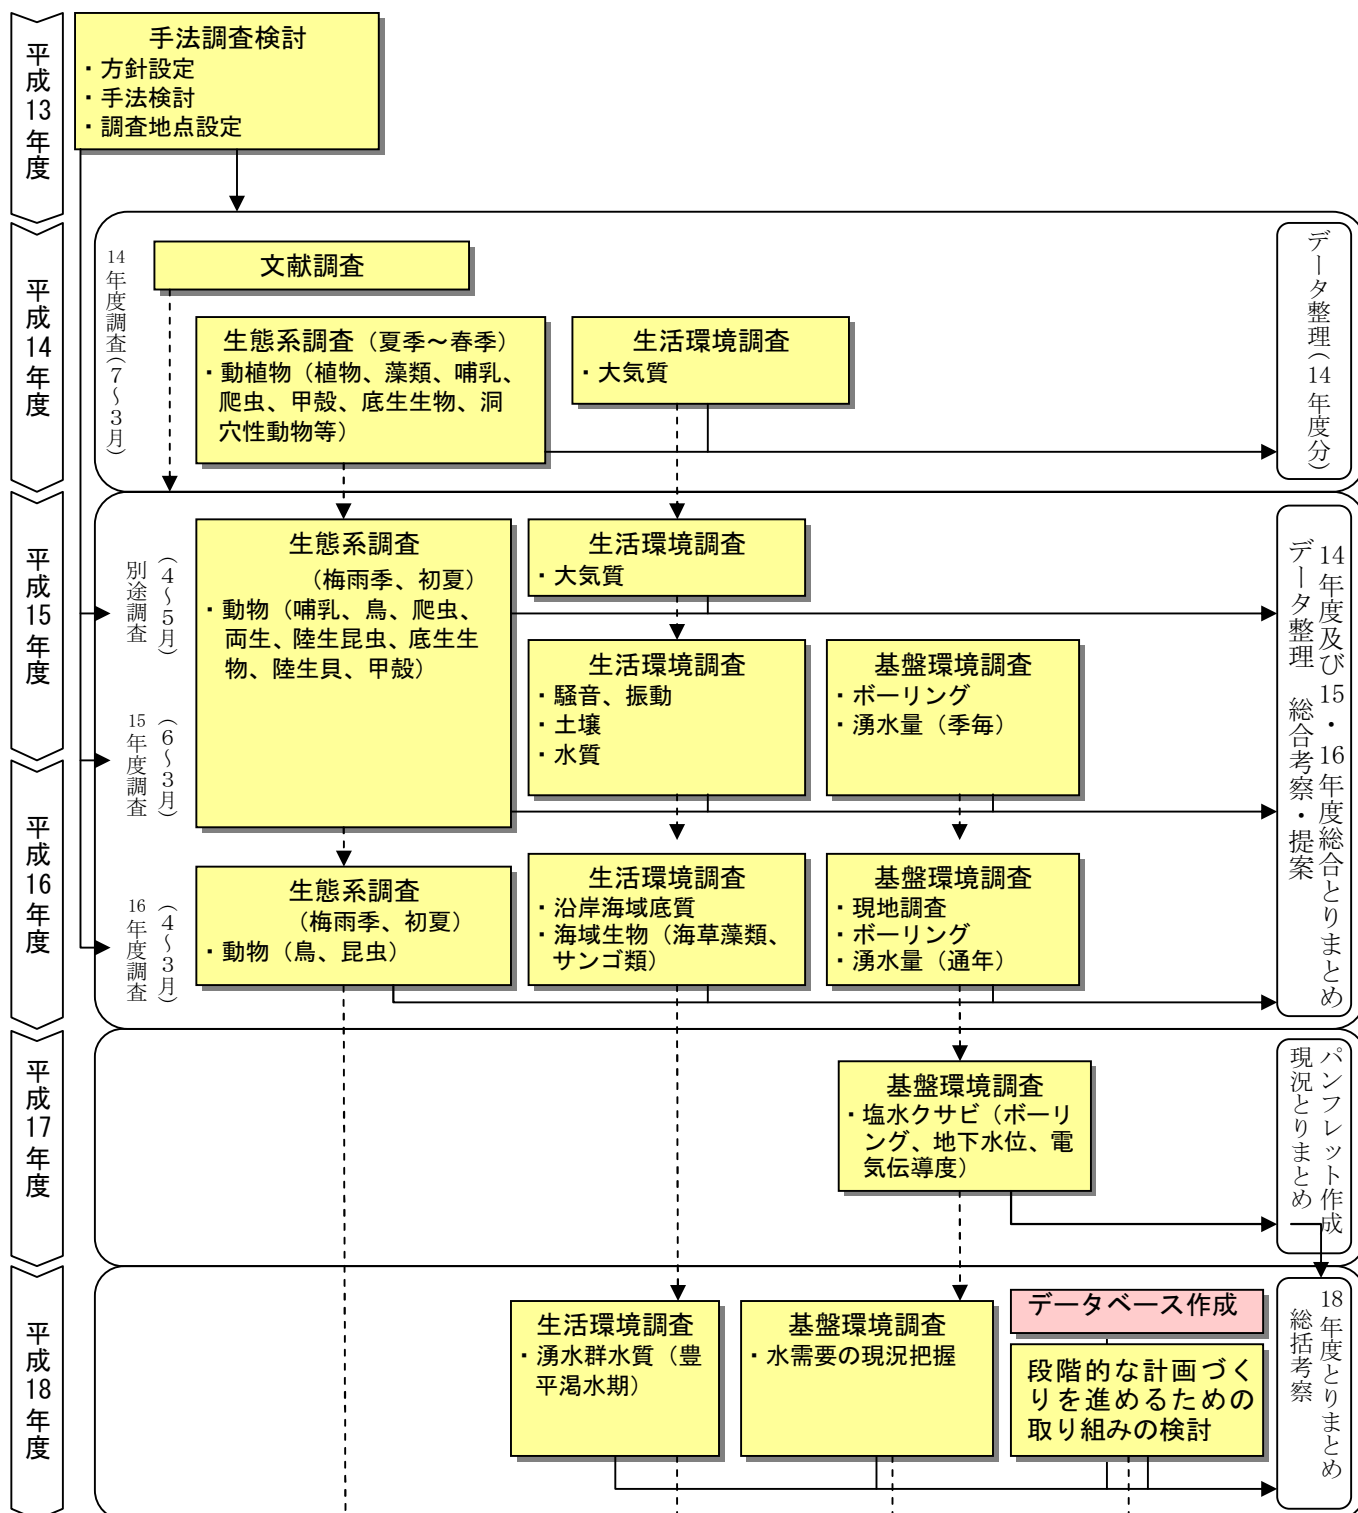 平成13年度
手法調査検討
・方針設定
・手法検討
・調査地点設定
平成14年度
14年度調査(7～3月)
文献調査
生態系調査（夏季～春季）
・動植物（植物、藻類、哺乳、
爬虫、甲殻、底生生物、洞
穴性動物等）
生活環境調査
・大気質
データ整理(14年度分)
平成15年度
別途調査
(4～5月)
15年度調査
(6～3月)
生態系調査
（梅雨季、初夏）
・動物（哺乳、鳥、爬虫、
両生、陸生昆虫、底生生
物、陸生貝、甲殻）
生活環境調査
・大気質
生活環境調査
・騒音、振動
・土壌
・水質
基盤環境調査
・ボーリング
・湧水量（季毎）
14年度及び15・16年度総合とりまとめ
データ整理　総合考察・提案
平成16年度
16年度調査
(4～3月)
生態系調査
（梅雨季、初夏）
・動物（鳥、昆虫）
生活環境調査
・沿岸海域底質
・海域生物（海草藻類、
サンゴ類）
基盤環境調査
・現地調査
・ボーリング
・湧水量（通年）
平成17年度
基盤環境調査
・塩水クサビ（ボーリ
ング、地下水位、電
気伝導度）
パンフレット作成
現況とりまとめ
平成18年度
生活環境調査
・湧水群水質（豊
平渇水期）
基盤環境調査
・水需要の現況把握
データベース作成
段階的な計画づく
りを進めるための
取り組みの検討
18年度とりまとめ
総括考察